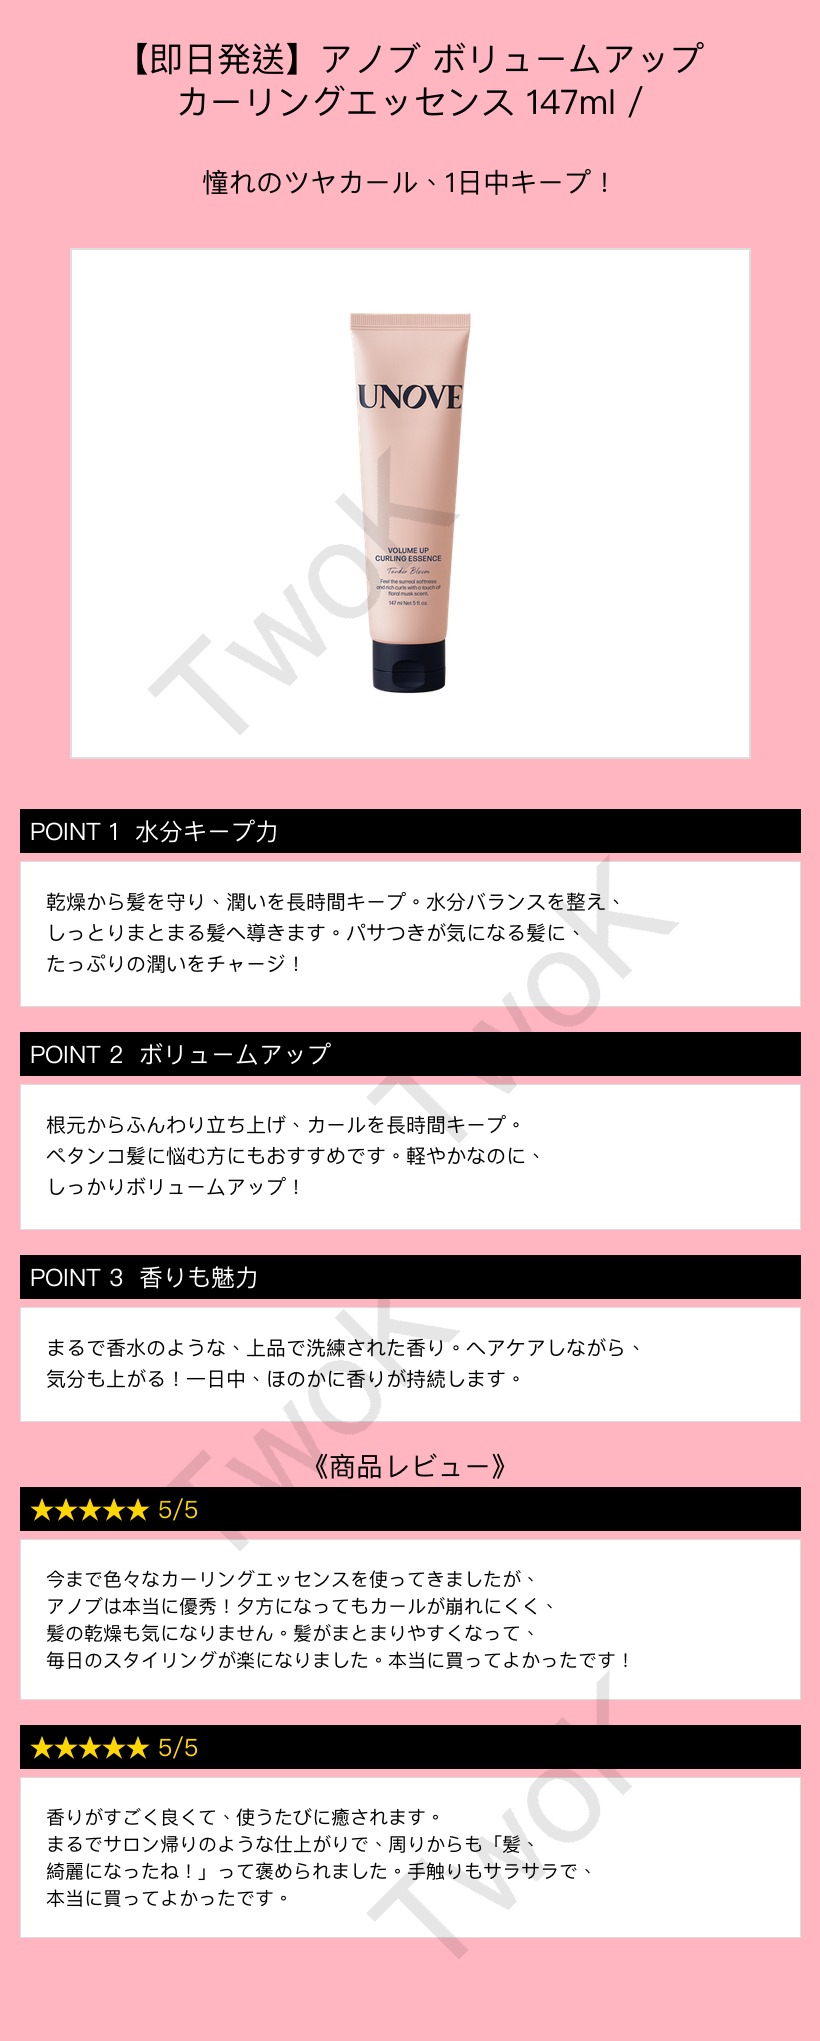 【即日発送】アノブ ボリュームアップ
カーリングエッセンス 147ml /
憧れのツヤカール、1日中キープ！
UNOVE
VOLUME UP
CURLING ESSENCE
Tender Bloom
Feel the surreal softness
and rich curls with a touch of
floral musk scent.
147 ml Net 5 fl oz.
TwoK
POINT 1 水分キープ力
乾燥から髪を守り、潤いを長時間キープ。水分バランスを整え、
しっとりまとまる髪へ導きます。パサつきが気になる髪に、
たっぷりの潤いをチャージ！
TwoK
POINT 2 ボリュームアップ
根元からふんわり立ち上げ、カールを長時間キープ。
ペタンコ髪に悩む方にもおすすめです。軽やかなのに、
しっかりボリュームアップ！
POINT 3 香りも魅力
まるで香水のような、上品で洗練された香り。ヘアケアしながら、
気分も上がる！一日中、ほのかに香りが持続します。
TwoK
《商品レビュー》
★★★★★ 5/5
今まで色々なカーリングエッセンスを使ってきましたが、
アノブは本当に優秀！夕方になってもカールが崩れにくく、
髪の乾燥も気になりません。髪がまとまりやすくなって、
毎日のスタイリングが楽になりました。本当に買ってよかったです！
★★★★★ 5/5
香りがすごく良くて、使うたびに癒されます。
まるでサロン帰りのような仕上がりで、周りからも「髪、
綺麗になったね！」って褒められました。手触りもサラサラで、
本当に買ってよかったです。
TwoK